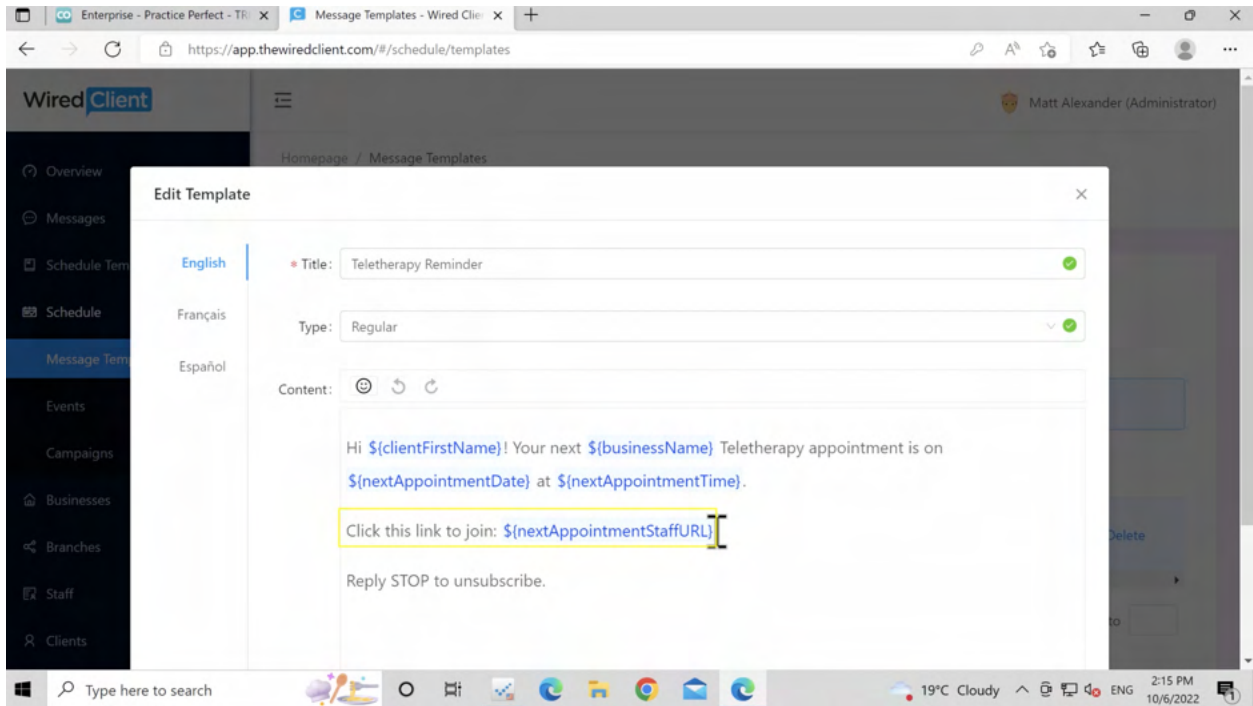 Enterprise - Practice Perfect - TR
Message Templates - Wired Clie
https://app.thewiredclient.com/#/schedule/templates
Wired Client
Matt Alexander (Administrator)
Homepage / Message Templates
Overview
Messages
Schedule Tem
Schedule
Message Tem
Events
Campaigns
Businesses
Branches
Staff
Clients
Edit Template
English
Français
Español
* Title: Teletherapy Reminder
Type: Regular
Content:
Hi ${clientFirstName}! Your next ${businessName} Teletherapy appointment is on
${nextAppointmentDate} at ${nextAppointmentTime}.
Click this link to join: ${nextAppointmentStaffURL}
Reply STOP to unsubscribe.
Delete
to
Type here to search
19°C Cloudy
ENG
2:15 PM
10/6/2022
1